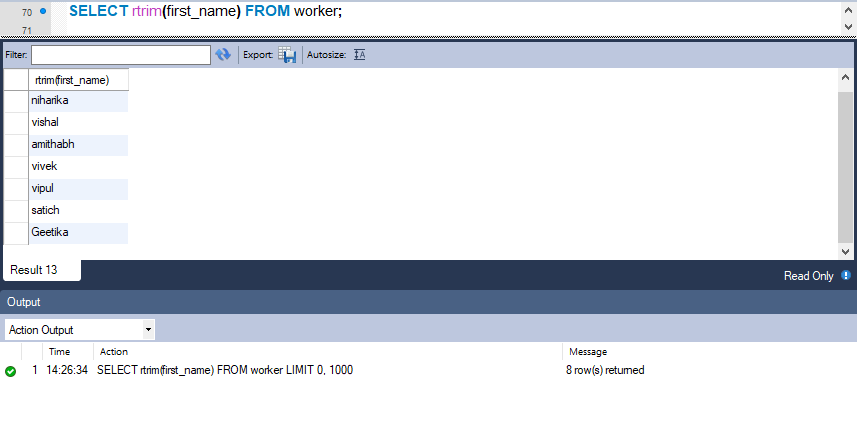 70 SELECT rtrim(first_name) FROM worker;
71
Filter: Export: Autosize:
rtrim(first_name)
niharika
vishal
amithabh
vivek
vipul
satich
Geetika
Result 13
Read Only
Output
Action Output
Time Action Message
1 14:26:34 SELECT rtrim(first_name) FROM worker LIMIT 0, 1000 8 row(s) returned